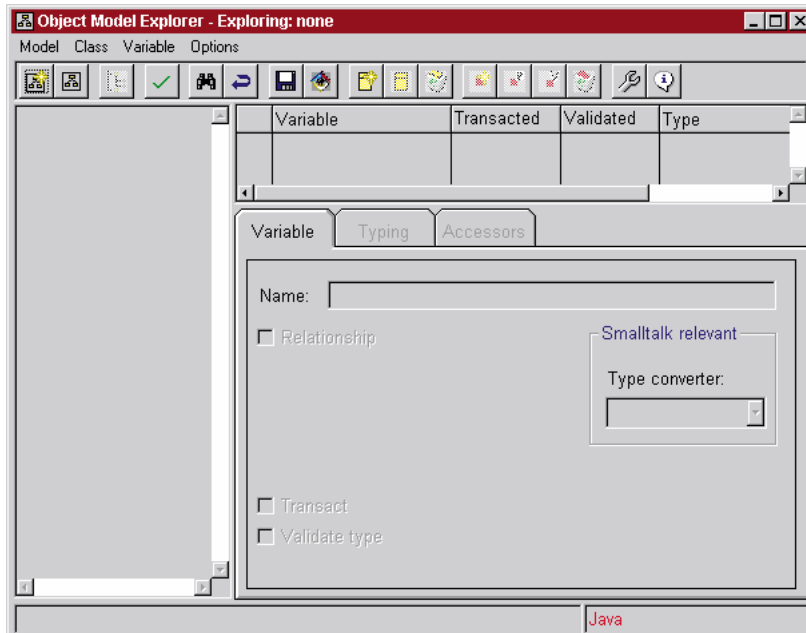 Object Model Explorer - Exploring: none
Model Class Variable Options
Variable Transacted Validated Type
Variable Typing Accessors
Name:
Relationship
Smalltalk relevant
Type converter:
Transact
Validate type
Java